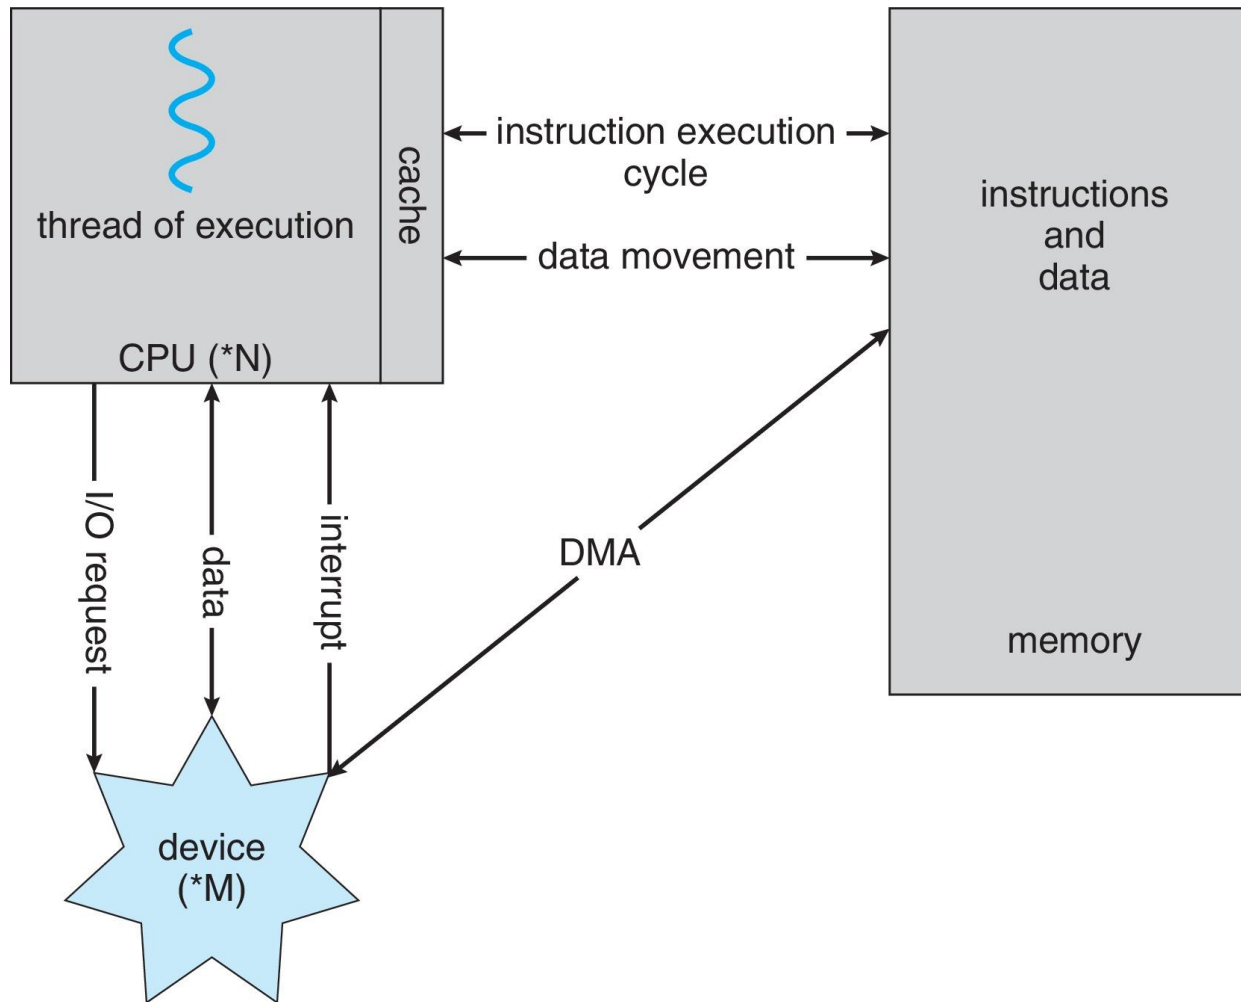 thread of execution
CPU (*N)
cache
instruction execution
cycle
data movement
instructions
and
data
memory
I/O request
data
interrupt
DMA
device
(*M)